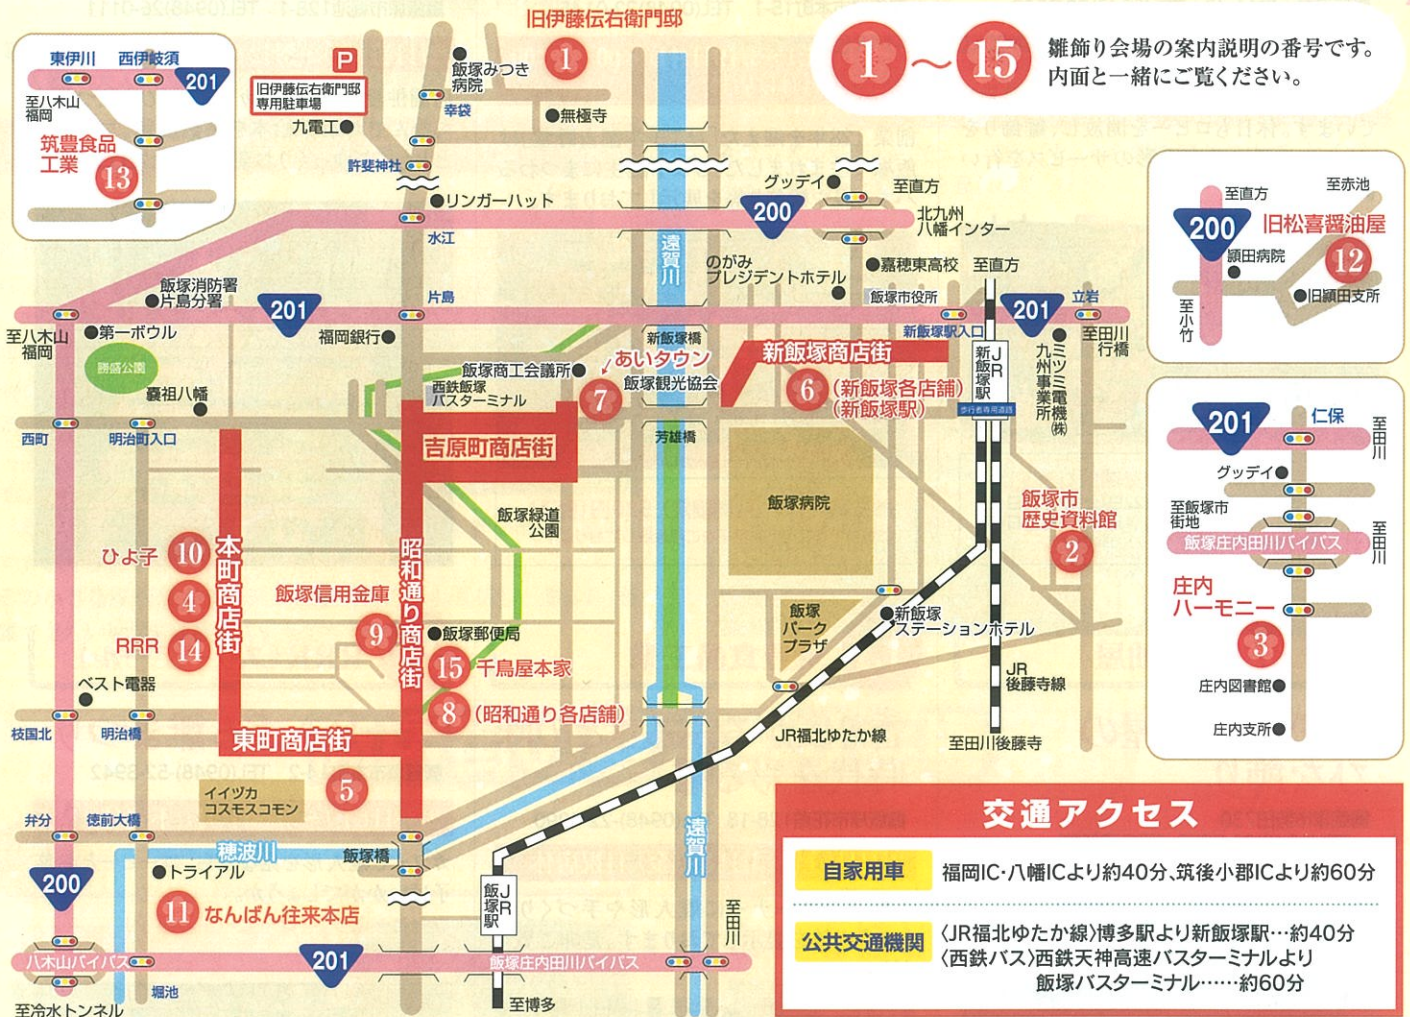 旧伊藤伝右衛門邸
1
1
～
15
雛飾り会場の案内説明の番号です。
内面と一緒にご覧ください。
東伊川
西伊岐須
201
至八木山
福岡
筑豊食品
工業
13
P
旧伊藤伝右衛門邸
専用駐車場
九電工
飯塚みつき
病院
幸袋
無極寺
許斐神社
リンガーハット
水江
グッデイ
至直方
200
北九州
八幡インター
遠賀川
のがみ
プレジデントホテル
嘉穂東高校
至直方
飯塚市役所
飯塚消防署
片島分署
201
片島
至八木山
福岡
第一ボウル
福岡銀行
新飯塚橋
新飯塚駅入口
201
立岩
至田川
行橋
勝盛公園
飯塚商工会議所
あいタウン
7
飯塚観光協会
新飯塚商店街
6
(新飯塚各店舗)
(新飯塚駅)
JR
新飯塚駅
歩行者専用道路
ミツミ電機㈱
九州事業所
曩祖八幡
西鉄飯塚
バスターミナル
西町
明治町入口
吉原町商店街
芳雄橋
飯塚病院
飯塚緑道
公園
飯塚市
歴史資料館
2
ひよ子
10
4
RRR
14
本町商店街
昭和通り商店街
飯塚信用金庫
9
飯塚郵便局
15
千鳥屋本家
8
(昭和通り各店舗)
飯塚
パーク
プラザ
新飯塚
ステーションホテル
JR
後藤寺線
至田川後藤寺
JR福北ゆたか線
ベスト電器
枝国北
明治橋
東町商店街
5
イイヅカ
コスモスコモン
弁分
徳前大橋
穂波川
飯塚橋
遠賀川
200
トライアル
11
なんばん往来本店
JR
飯塚駅
至田川
八木山バイパス
201
飯塚庄内田川バイパス
堀池
至冷水トンネル
至博多
至直方
至赤池
200
旧松喜醤油屋
12
頴田病院
旧頴田支所
至小竹
201
仁保
至田川
グッデイ
至飯塚市
街地
飯塚庄内田川バイパス
至田川
庄内
ハーモニー
3
庄内図書館
庄内支所
交通アクセス
自家用車
福岡IC・八幡ICより約40分、筑後小郡ICより約60分
公共交通機関
〈JR福北ゆたか線〉博多駅より新飯塚駅…約40分
〈西鉄バス〉西鉄天神高速バスターミナルより
飯塚バスターミナル……約60分